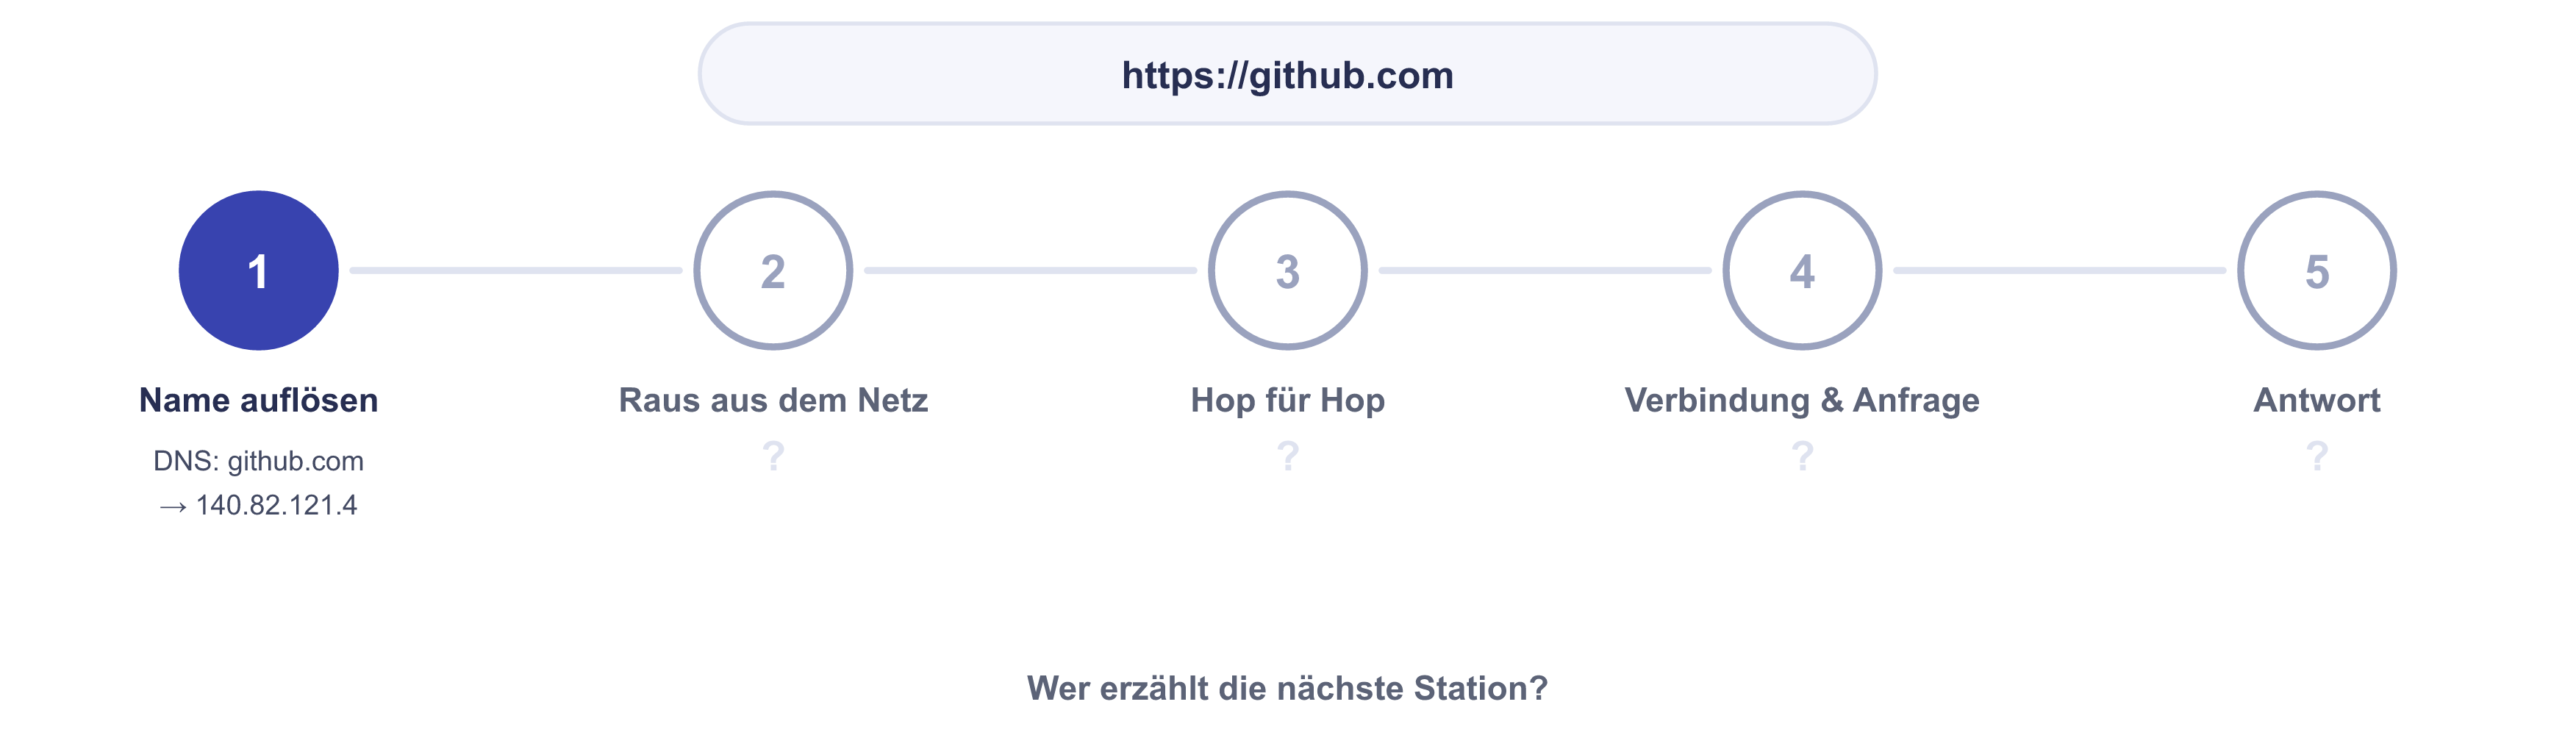 https://github.com
1
2
3
4
5
Name auflösen
Raus aus dem Netz
Hop für Hop
Verbindung & Anfrage
Antwort
DNS: github.com
→ 140.82.121.4
?
?
?
?
Wer erzählt die nächste Station?